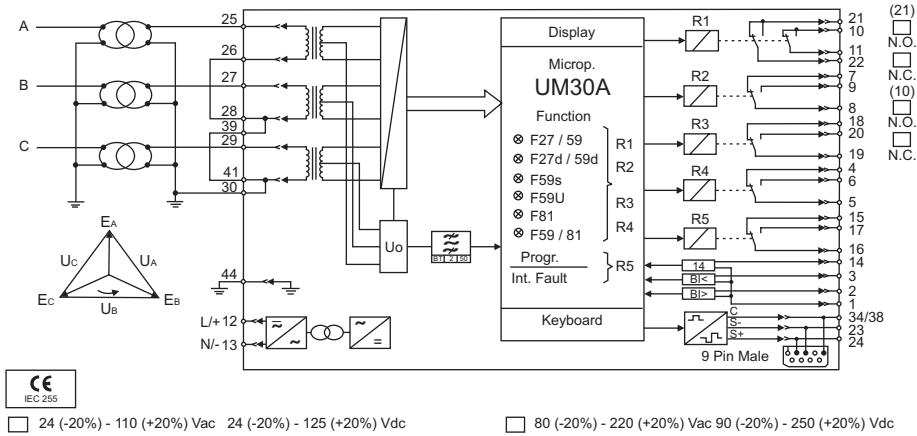 A
B
C
25
26
27
28
39
29
41
30
44
L/+ 12
N/- 13
EA
UC
UA
EC
EB
UB
Uo
BT 2 50
Display
Microp.
UM30A
Function
F27 / 59
F27d / 59d
F59s
F59U
F81
F59 / 81
R1
R2
R3
R4
Progr.
Int. Fault
R5
Keyboard
R1
R2
R3
R4
R5
14
BI<
BI>
C
S-
S+
9 Pin Male
21
10
11
22
7
9
8
18
20
19
4
6
5
15
17
16
14
3
2
1
34/38
23
24
(21)
N.O.
N.C.
(10)
N.O.
N.C.
CE
IEC 255
24 (-20%) - 110 (+20%) Vac 24 (-20%) - 125 (+20%) Vdc
80 (-20%) - 220 (+20%) Vac 90 (-20%) - 250 (+20%) Vdc